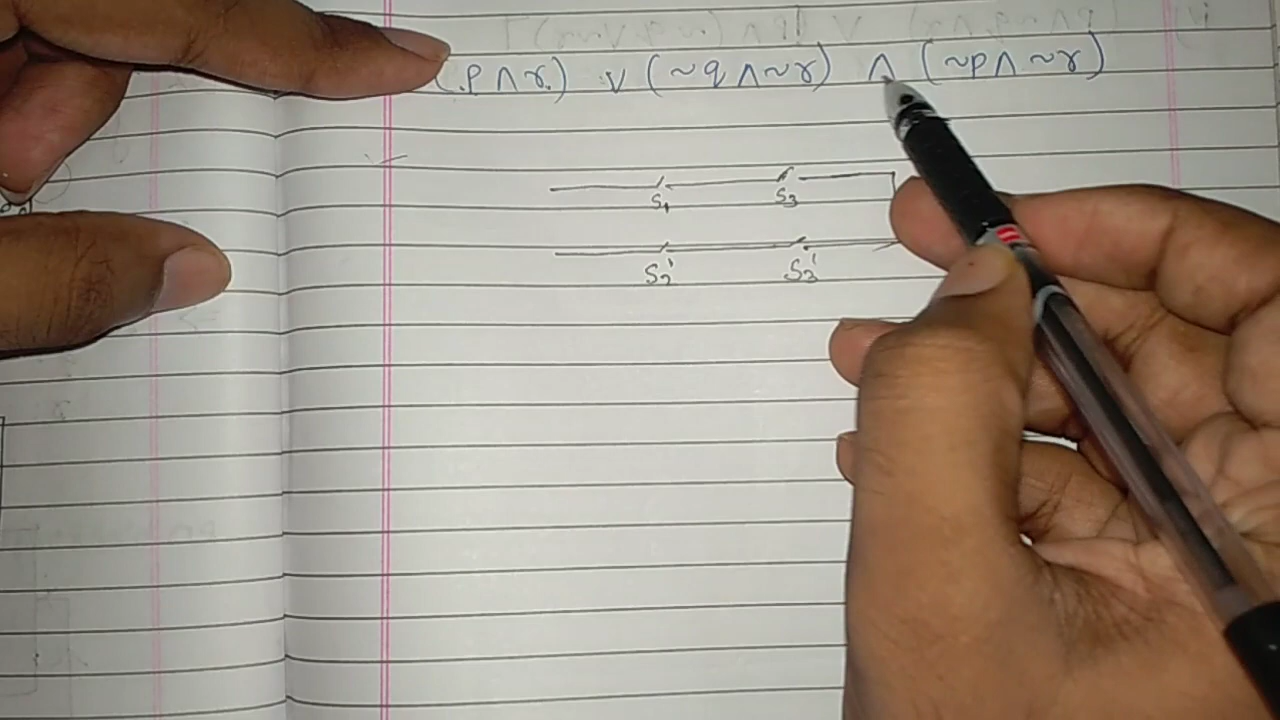 (p ∧ r) ∨ (~q ∧ ~r) ∧ (~p ∧ ~r)
S1 S3
S2' S3'